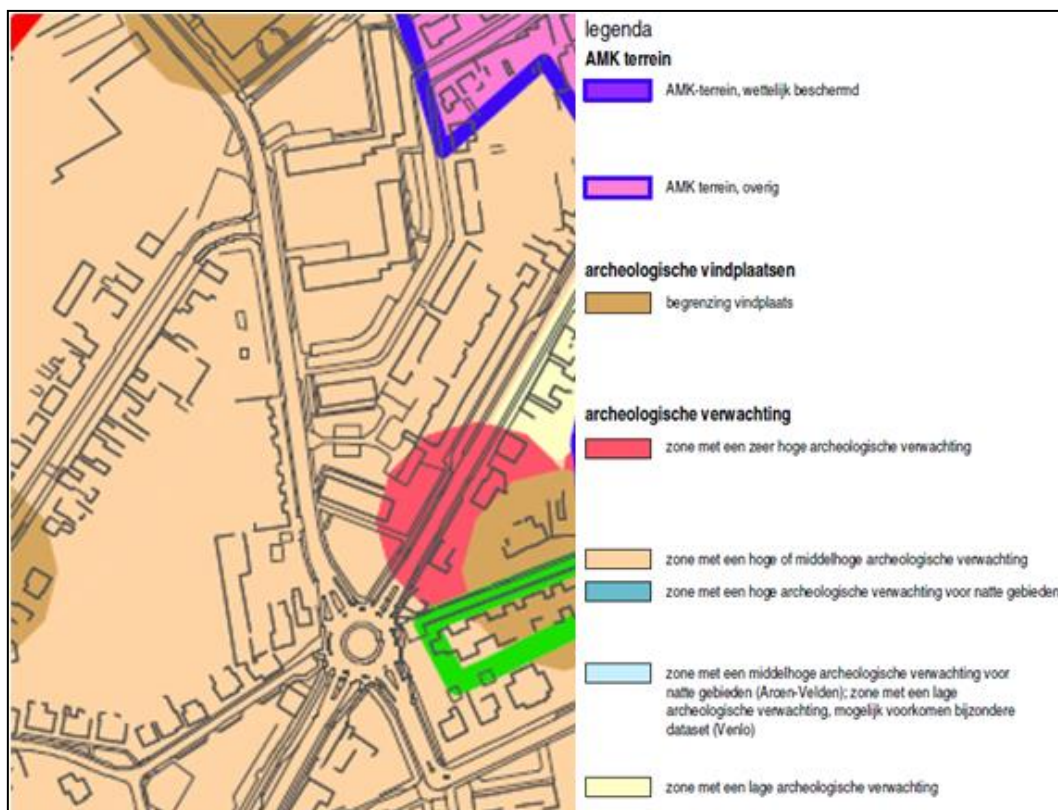 legenda
AMK terrein
AMK-terrein, wettelijk beschermd
AMK terrein, overig
archeologische vindplaatsen
begrenzing vindplaats
archeologische verwachting
zone met een zeer hoge archeologische verwachting
zone met een hoge of middelhoge archeologische verwachting
zone met een hoge archeologische verwachting voor natte gebieden
zone met een middelhoge archeologische verwachting voor
natte gebieden (Arcen-Velden); zone met een lage
archeologische verwachting, mogelijk voorkomen bijzondere
dataset (Venlo)
zone met een lage archeologische verwachting